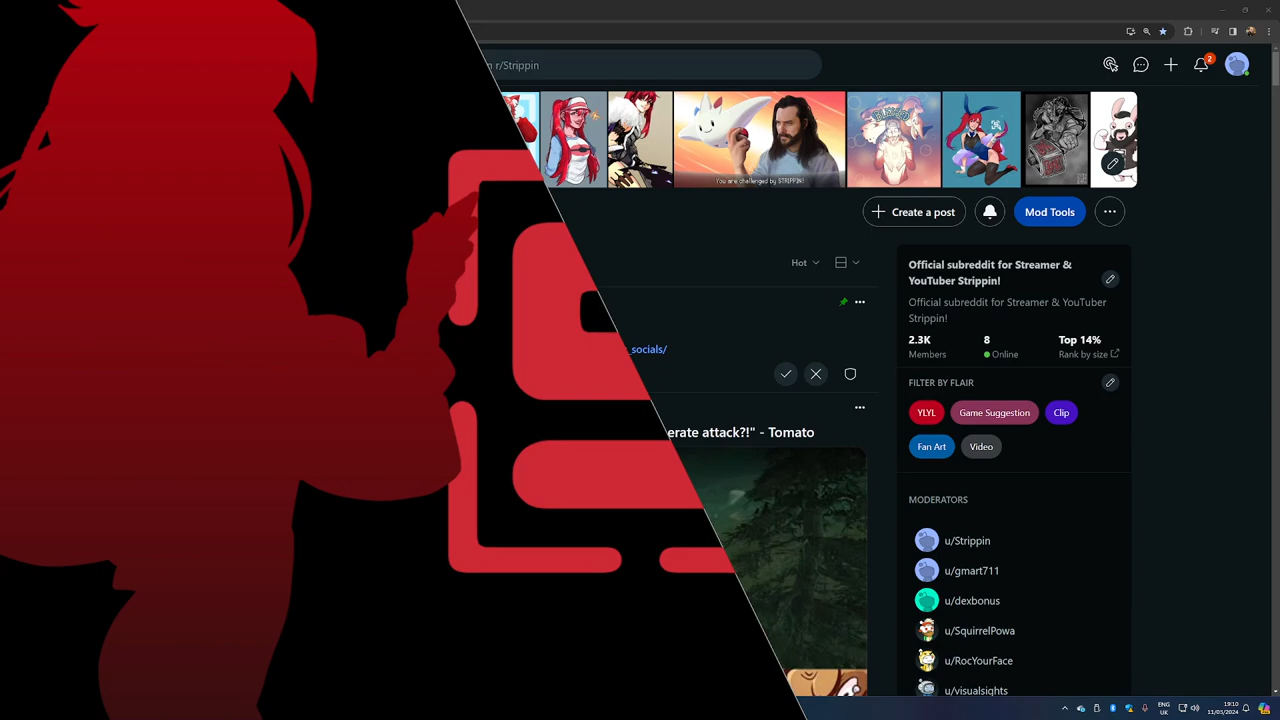 n r/Strippin
2
You are challenged by STRIPPIN!
Create a post
Mod Tools
Hot
Official subreddit for Streamer &
YouTuber Strippin!
Official subreddit for Streamer & YouTuber
Strippin!
2.3K
8
Top 14%
Members
Online
Rank by size
_socials/
FILTER BY FLAIR
YLYL
Game Suggestion
Clip
erate attack?!" - Tomato
Fan Art
Video
MODERATORS
u/Strippin
u/gmart711
u/dexbonus
u/SquirrelPowa
u/RocYourFace
u/visualsights
ENG
UK
19:10
11/03/2024